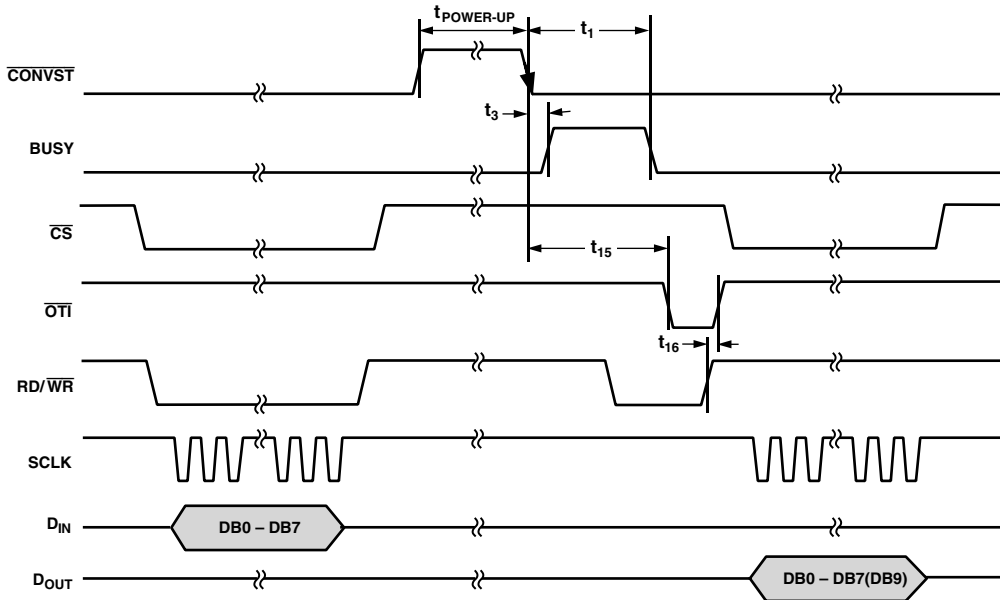 tPOWER-UP
t1
CONVST
t3
BUSY
CS
t15
OTI
t16
RD/WR
SCLK
DIN
DB0 – DB7
DOUT
DB0 – DB7(DB9)